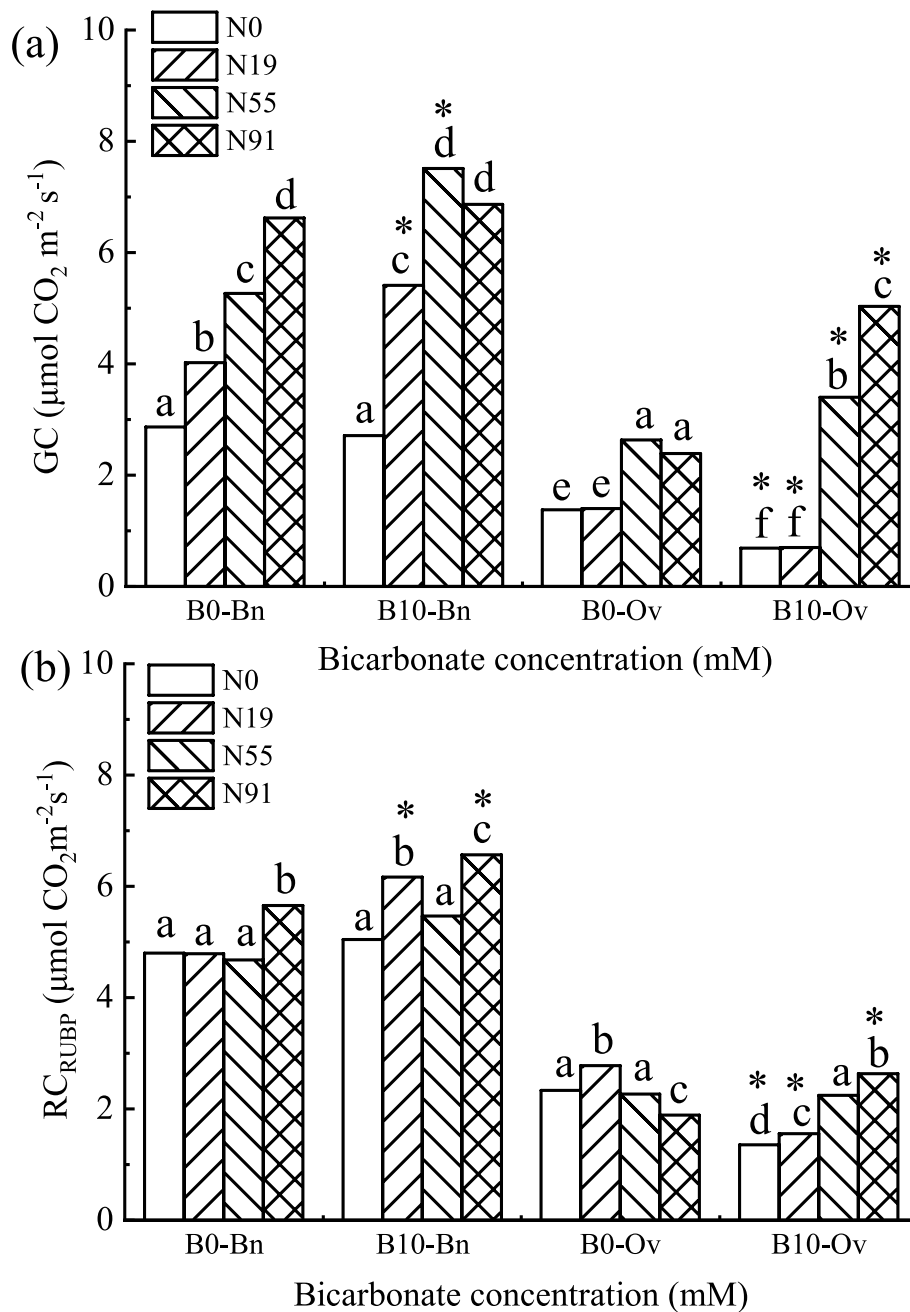 (a)
N0
N19
N55
N91
10
8
6
4
2
0
GC (μmol CO2 m-2 s-1)
a b c d
a * c * d d
e e a a
* f * f * b * c
B0-Bn B10-Bn B0-Ov B10-Ov
Bicarbonate concentration (mM)
(b)
N0
N19
N55
N91
10
8
6
4
2
0
RCRUBP (μmol CO2m-2s-1)
a a a b
a * b a * c
a b a c
* d * c a * b
B0-Bn B10-Bn B0-Ov B10-Ov
Bicarbonate concentration (mM)